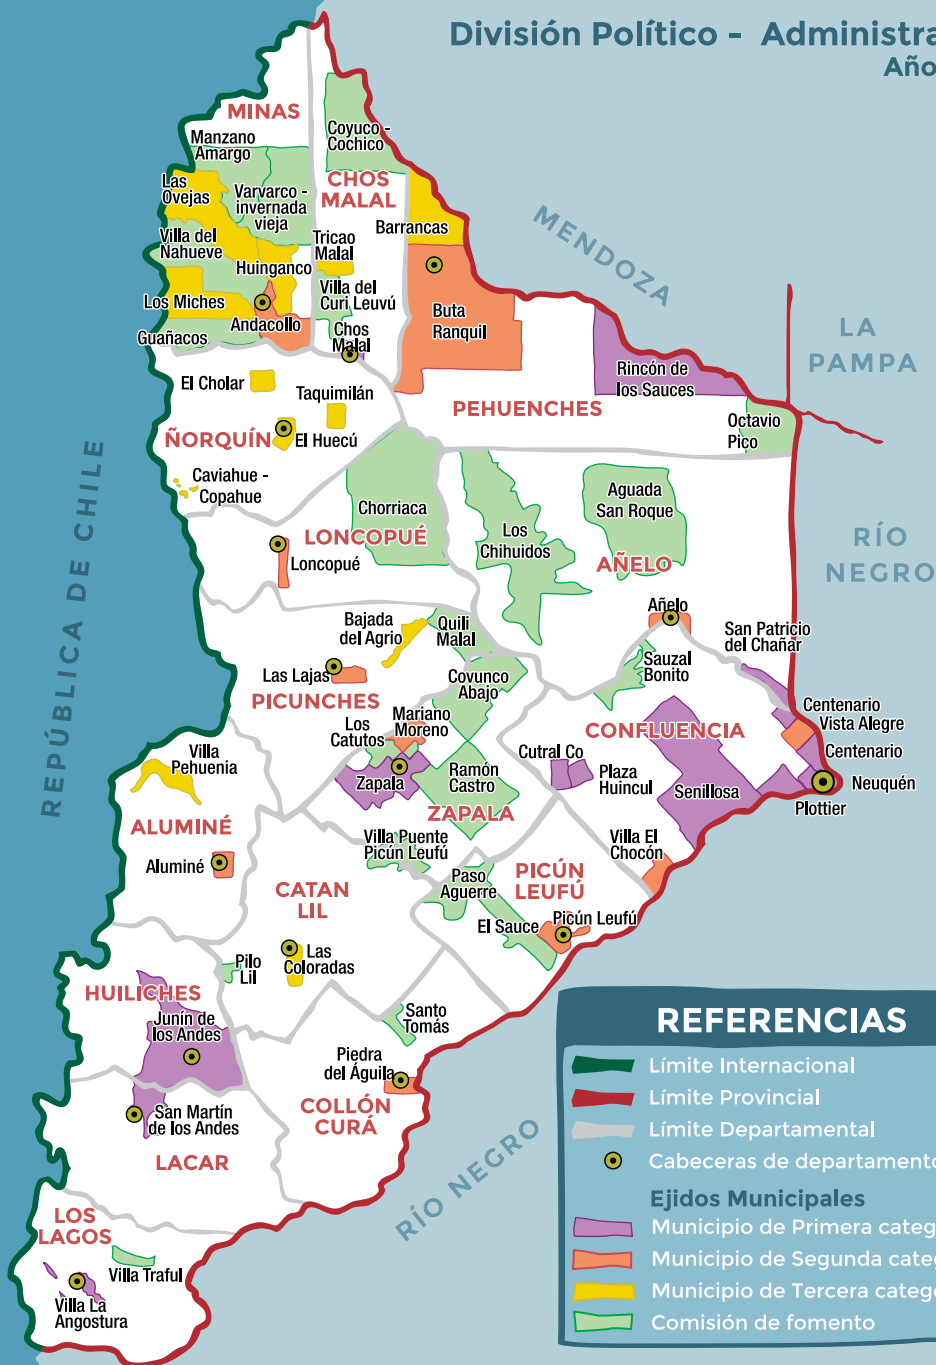 División Político - Administra
Año
MINAS
Manzano
Amargo
Coyuco -
Cochico
CHOS
MALAL
Las
Ovejas
Varvarco -
invernada
vieja
Barrancas
MENDOZA
Villa del
Nahueve
Tricao
Malal
Huinganco
Villa del
Curi Leuvú
Los Miches
Andacollo
Buta
Ranquil
Guañacos
Chos
Malal
LA
PAMPA
Rincón de
los Sauces
El Cholar
Taquimilán
PEHUENCHES
Octavio
Pico
ÑORQUÍN
El Huecú
REPÚBLICA DE CHILE
Caviahue -
Copahue
Chorriaca
Aguada
San Roque
LONCOPUÉ
Loncopué
Los
Chihuidos
AÑELO
RÍO
NEGRO
Añelo
Bajada
del Agrio
Quili
Malal
San Patricio
del Chañar
Las Lajas
Covunco
Abajo
Sauzal
Bonito
PICUNCHES
Los
Catutos
Mariano
Moreno
CONFLUENCIA
Centenario
Vista Alegre
Centenario
Villa
Pehuenia
Cutral Co
Zapala
Ramón
Castro
Plaza
Huincul
Senillosa
Neuquén
Plottier
ALUMINÉ
ZAPALA
Villa Puente
Picún Leufú
Villa El
Chocón
Aluminé
CATAN
LIL
Paso
Aguerre
PICÚN
LEUFÚ
El Sauce
Picún Leufú
Pilo
Lil
Las
Coloradas
HUILICHES
Junín de
los Andes
Santo
Tomás
Piedra
del Águila
COLLÓN
CURÁ
San Martín
de los Andes
LACAR
RÍO NEGRO
LOS
LAGOS
Villa Traful
Villa La
Angostura
REFERENCIAS
Límite Internacional
Límite Provincial
Límite Departamental
Cabeceras de departamento
Ejidos Municipales
Municipio de Primera categ
Municipio de Segunda categ
Municipio de Tercera catego
Comisión de fomento